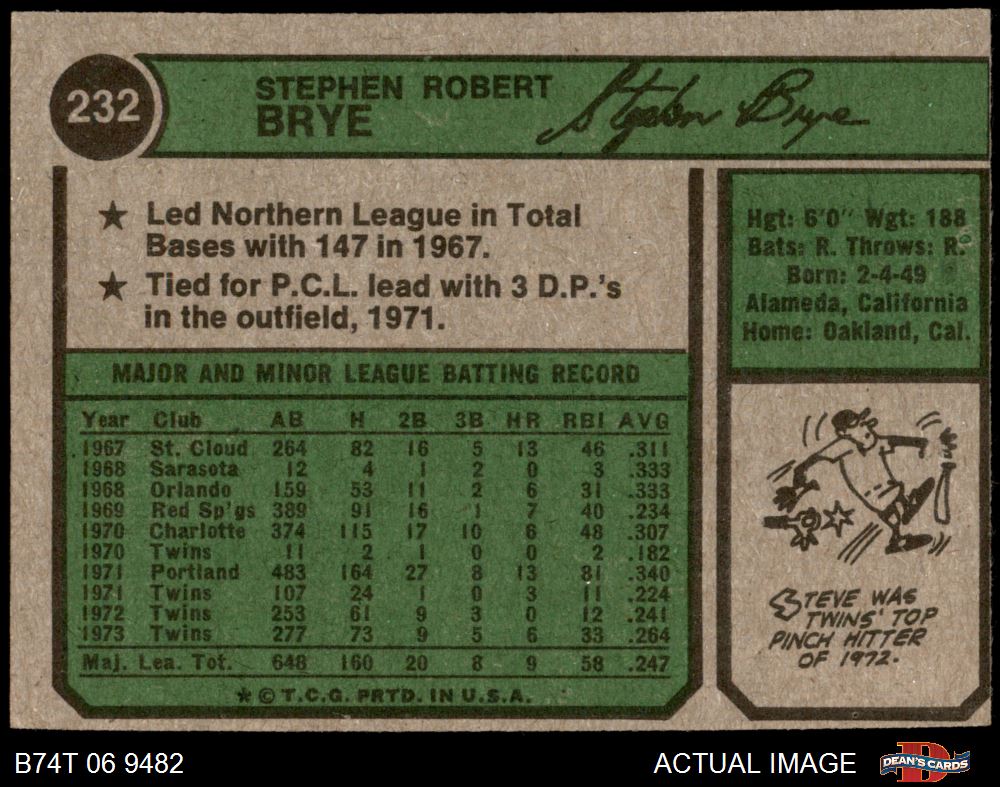 232
STEPHEN ROBERT
BRYE
Stephen Brye
★ Led Northern League in Total
Bases with 147 in 1967.
★ Tied for P.C.L. lead with 3 D.P.'s
in the outfield, 1971.
Hgt: 6'0" Wgt: 188
Bats: R. Throws: R.
Born: 2-4-49
Alameda, California
Home: Oakland, Cal.
MAJOR AND MINOR LEAGUE BATTING RECORD
Year Club AB H 2B 3B HR RBI AVG
1967 St. Cloud 264 82 16 5 13 46 .311
1968 Sarasota 12 4 1 2 0 3 .333
1968 Orlando 159 53 11 2 6 31 .333
1969 Red Sp'gs 389 91 16 1 7 40 .234
1970 Charlotte 374 115 17 10 6 48 .307
1970 Twins 11 2 1 0 0 2 .182
1971 Portland 483 164 27 8 13 81 .340
1971 Twins 107 24 1 0 3 11 .224
1972 Twins 253 61 9 3 0 12 .241
1973 Twins 277 73 9 5 6 33 .264
Maj. Lea. Tot. 648 160 20 8 9 58 .247
★ © T.C.G. PRTD. IN U.S.A.
STEVE WAS
TWINS' TOP
PINCH HITTER
OF 1972.
B74T 06 9482
ACTUAL IMAGE
DEAN'S CARDS